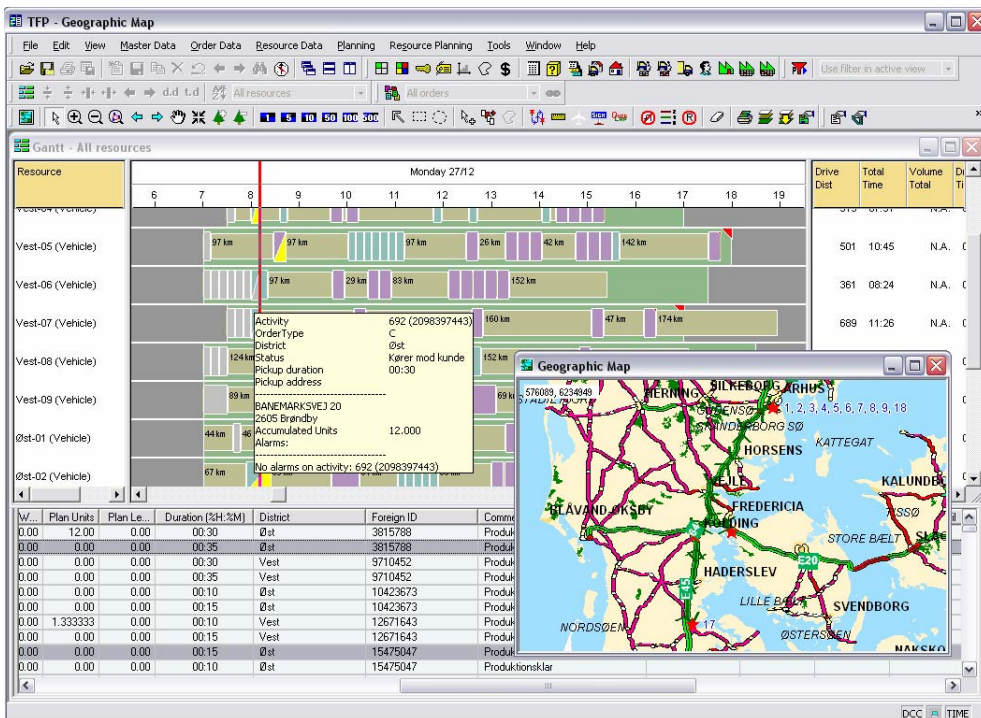 TFP - Geographic Map
File Edit View Master Data Order Data Resource Data Planning Resource Planning Tools Window Help
Use filter in active view
d.d t.d All resources All orders
1 5 10 50 100 500
Gantt - All resources
Resource Monday 27/12 Drive Dist Total Time Volume Total
6 7 8 9 10 11 12 13 14 15 16 17 18 19
Vest-05 (Vehicle) 97 km 97 km 97 km 26 km 42 km 142 km 501 10:45 N.A.
Vest-06 (Vehicle) 97 km 29 km 83 km 152 km 361 08:24 N.A.
Vest-07 (Vehicle) 160 km 47 km 174 km 689 11:26 N.A.
Vest-08 (Vehicle) 124 km 152 km
Vest-09 (Vehicle) 89 km
Øst-01 (Vehicle) 44 km 46
Øst-02 (Vehicle) 67 km
Activity 692 (2098397443)
OrderType C
District Øst
Status Kører mod kunde
Pickup duration 00:30
Pickup address
BANEMARKSVEJ 20
2605 Brøndby
Accumulated Units 12.000
Alarms:
No alarms on activity: 692 (2098397443)
Geographic Map
576089, 6234949
HERNING
SILKEBORG
ARHUS
1, 2, 3, 4, 5, 6, 7, 8, 9, 18
SKANDERBORG SØ
KATTEGAT
HORSENS
BLÅVAND OKSBY
FREDERICIA
KOLDING
STORE BÆLT
E20
HADERSLEV
E45
LILLE BÆLT
SVENDBORG
NORDSØEN
17
ØSTERSØEN
W... Plan Units Plan Le... Duration (%H:%M) District Foreign ID
0.00 12.00 0.00 00:30 Øst 3815788
0.00 0.00 0.00 00:35 Øst 3815788
0.00 0.00 0.00 00:30 Vest 9710452
0.00 0.00 0.00 00:35 Vest 9710452
0.00 0.00 0.00 00:10 Øst 10423673
0.00 0.00 0.00 00:15 Øst 10423673
0.00 1.333333 0.00 00:10 Vest 12671643
0.00 0.00 0.00 00:15 Vest 12671643
0.00 0.00 0.00 00:15 Øst 15475047
0.00 0.00 0.00 00:10 Øst 15475047 Produktionsklar
DCC TIME